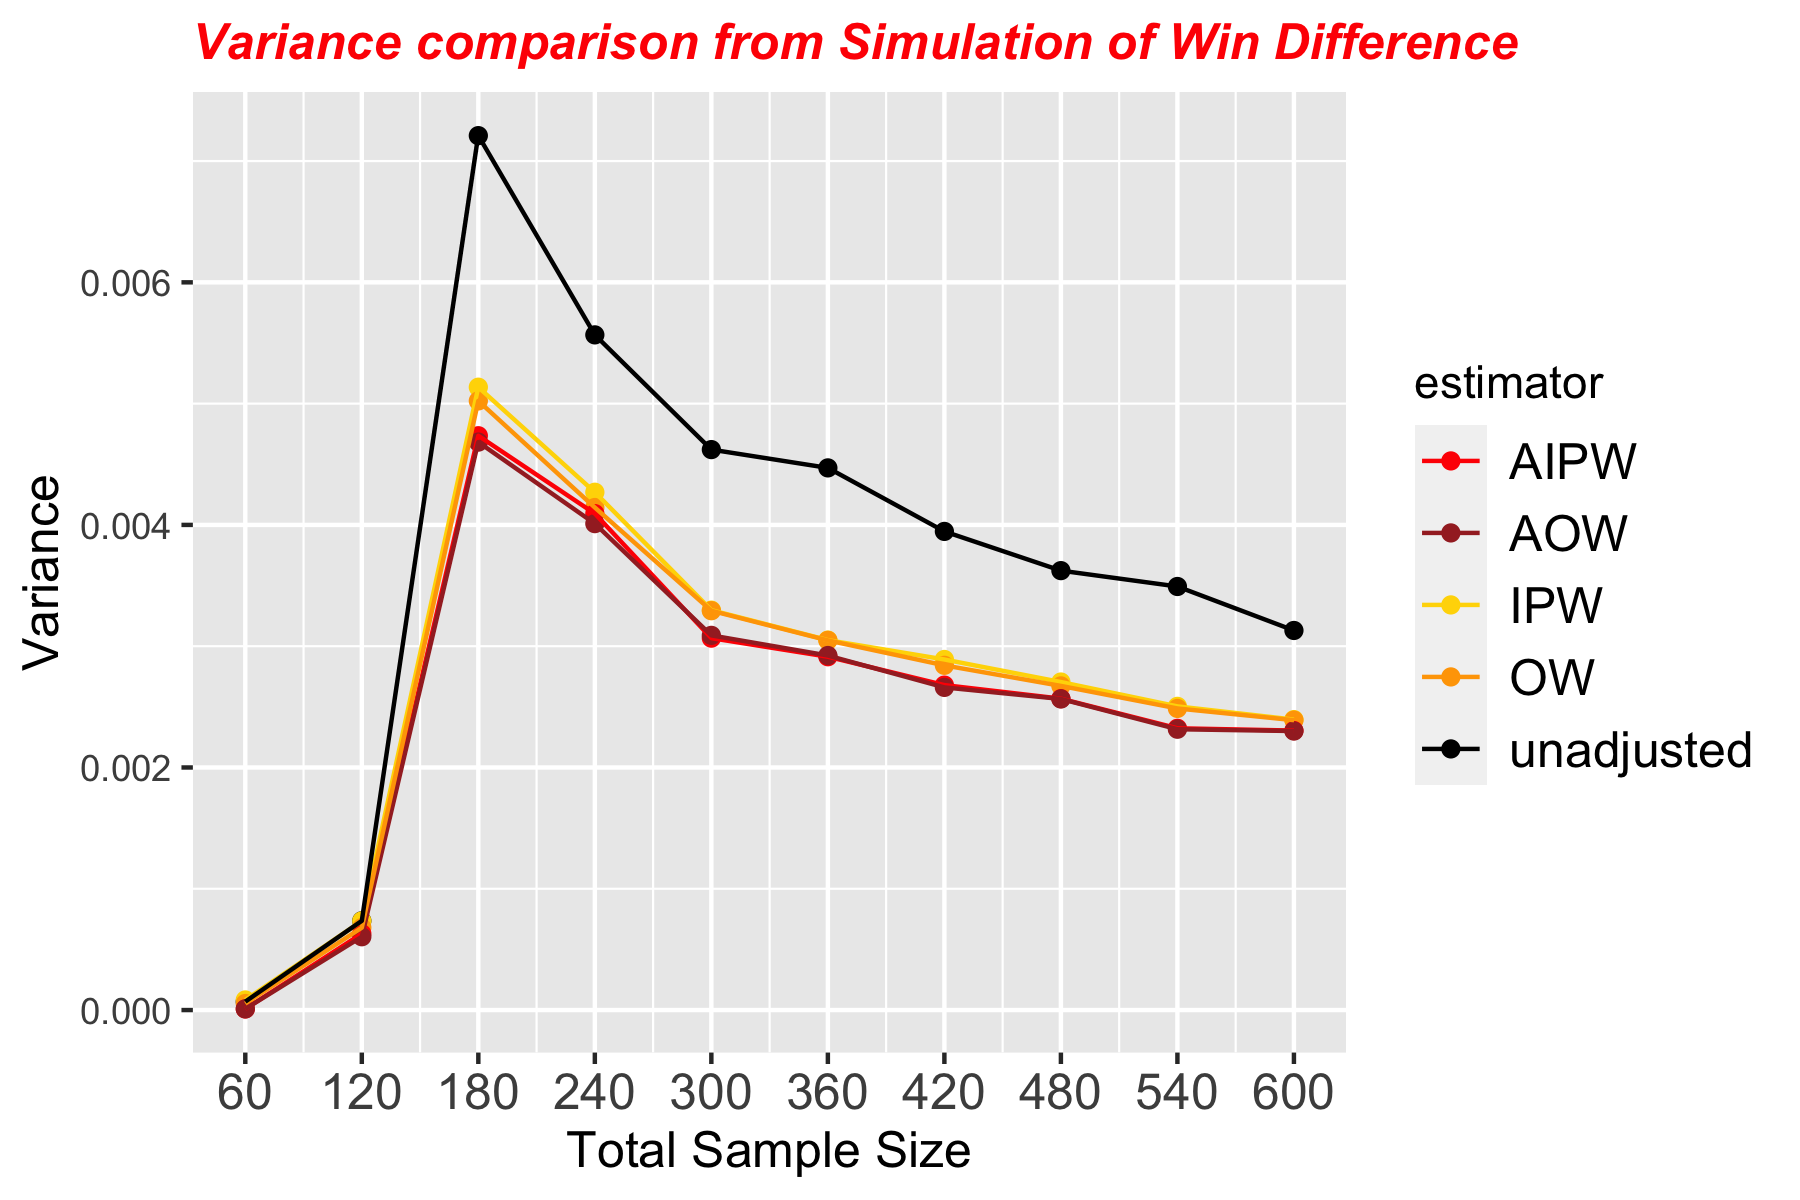 Variance comparison from Simulation of Win Difference
Variance
0.006
0.004
0.002
0.000
60 120 180 240 300 360 420 480 540 600
Total Sample Size
estimator
AIPW
AOW
IPW
OW
unadjusted